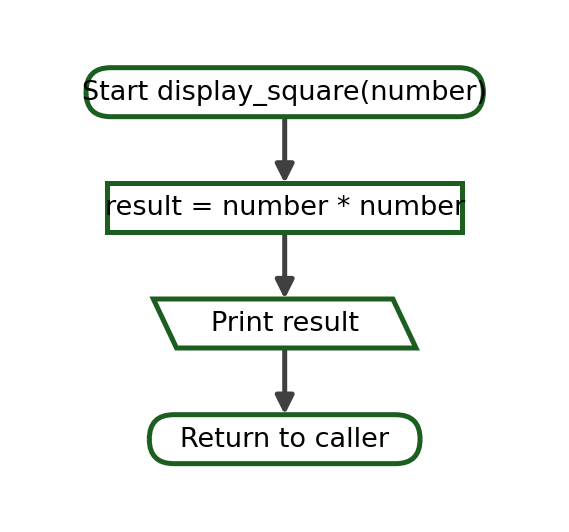 Start display_square(number)
result = number * number
Print result
Return to caller